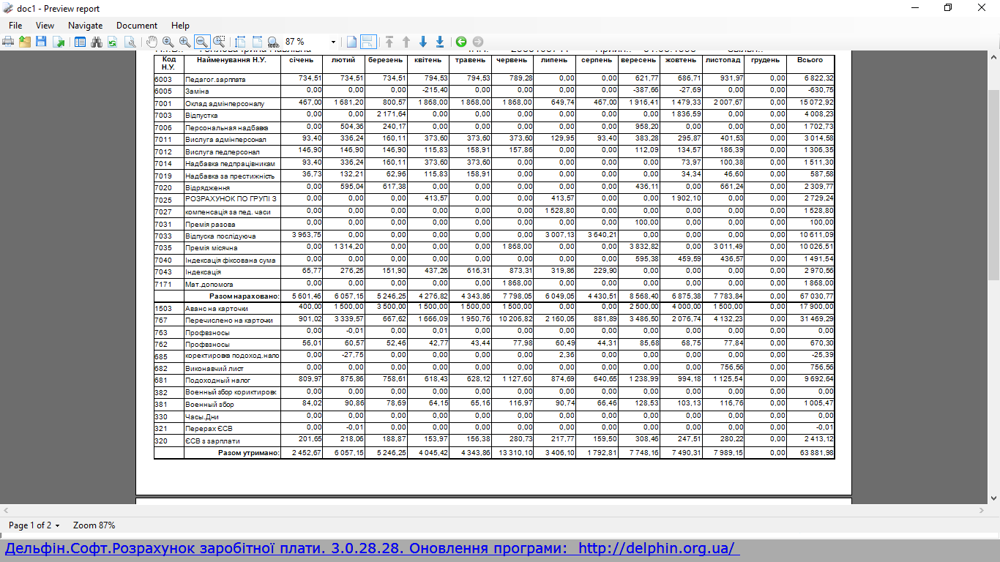 doc1 - Preview report
File View Navigate Document Help
87 %
Код Н.У. Найменування Н.У. січень лютий березень квітень травень червень липень серпень вересень жовтень листопад грудень Всього
6003 Педагог.зарплата 734,51 734,51 734,51 794,53 794,53 789,28 0,00 0,00 621,77 686,71 931,97 0,00 6 822,32
6005 Заміна 0,00 0,00 0,00 -215,40 0,00 0,00 0,00 0,00 -387,66 -27,69 0,00 0,00 -630,75
7001 Оклад адмінперсоналу 467,00 1 681,20 800,57 1 868,00 1 868,00 1 868,00 649,74 467,00 1 916,41 1 479,33 2 007,67 0,00 15 072,92
7003 Відпустка 0,00 0,00 2 171,64 0,00 0,00 0,00 0,00 0,00 0,00 1 836,59 0,00 0,00 4 008,23
7006 Персональная надбавка 0,00 504,36 240,17 0,00 0,00 0,00 0,00 0,00 958,20 0,00 0,00 0,00 1 702,73
7011 Вислуга адмінперсонал 93,40 336,24 160,11 373,60 373,60 373,60 129,95 93,40 383,28 295,87 401,53 0,00 3 014,58
7012 Вислуга педперсонал 146,90 146,90 146,90 115,83 158,91 157,86 0,00 0,00 112,09 134,57 186,39 0,00 1 306,35
7014 Надбавка педпрацівникам 93,40 336,24 160,11 373,60 373,60 0,00 0,00 0,00 0,00 73,97 100,38 0,00 1 511,30
7019 Надбавка за престижність 36,73 132,21 62,96 115,83 158,91 0,00 0,00 0,00 0,00 34,34 46,60 0,00 587,58
7020 Відрядження 0,00 595,04 617,38 0,00 0,00 0,00 0,00 0,00 436,11 0,00 661,24 0,00 2 309,77
7025 РОЗРАХУНОК ПО ГРУПІ З 0,00 0,00 0,00 413,57 0,00 0,00 413,57 0,00 0,00 1 902,10 0,00 0,00 2 729,24
7027 компенсація за пед. часи 0,00 0,00 0,00 0,00 0,00 0,00 1 528,80 0,00 0,00 0,00 0,00 0,00 1 528,80
7031 Премія разова 0,00 0,00 0,00 0,00 0,00 0,00 0,00 0,00 100,00 0,00 0,00 0,00 100,00
7033 Відпуска послідуюча 3 963,75 0,00 0,00 0,00 0,00 0,00 3 007,13 3 640,21 0,00 0,00 0,00 0,00 10 611,09
7035 Премія місячна 0,00 1 314,20 0,00 0,00 0,00 1 868,00 0,00 0,00 3 832,82 0,00 3 011,49 0,00 10 026,51
7040 Індексація фіксована сума 0,00 0,00 0,00 0,00 0,00 0,00 0,00 0,00 595,38 459,59 436,57 0,00 1 491,54
7043 Індексація 65,77 276,25 151,90 437,26 616,31 873,31 319,86 229,90 0,00 0,00 0,00 0,00 2 970,56
7171 Мат.допомога 0,00 0,00 0,00 0,00 0,00 1 868,00 0,00 0,00 0,00 0,00 0,00 0,00 1 868,00
Разом нараховано: 5 601,46 6 057,15 5 246,25 4 276,82 4 343,86 7 798,05 6 049,05 4 430,51 8 568,40 6 875,38 7 783,84 0,00 67 030,77
1503 Аванс на карточки 400,00 1 500,00 3 500,00 1 500,00 1 500,00 1 500,00 0,00 0,00 2 500,00 4 000,00 1 500,00 0,00 17 900,00
767 Перечислено на карточки 901,02 3 339,57 667,62 1 666,09 1 950,76 10 206,82 2 160,05 881,89 3 486,50 2 076,74 4 132,23 0,00 31 469,29
763 Профвзносы 0,00 -0,01 0,00 0,01 0,00 0,00 0,00 0,00 0,00 0,00 0,00 0,00 0,00
762 Профвзносы 56,01 60,57 52,46 42,77 43,44 77,98 60,49 44,31 85,68 68,75 77,84 0,00 670,30
685 коректировка подоход.нало 0,00 -27,75 0,00 0,00 0,00 0,00 2,36 0,00 0,00 0,00 0,00 0,00 -25,39
682 Виконавчий лист 0,00 0,00 0,00 0,00 0,00 0,00 0,00 0,00 0,00 0,00 756,56 0,00 756,56
681 Подоходный налог 809,97 875,86 758,61 618,43 628,12 1 127,60 874,69 640,65 1 238,99 994,18 1 125,54 0,00 9 692,64
382 Военный збор кориктировк 0,00 0,00 0,00 0,00 0,00 0,00 0,00 0,00 0,00 0,00 0,00 0,00 0,00
381 Военный збор 84,02 90,86 78,69 64,15 65,16 116,97 90,74 66,46 128,53 103,13 116,76 0,00 1 005,47
330 Часы.Дни 0,00 0,00 0,00 0,00 0,00 0,00 0,00 0,00 0,00 0,00 0,00 0,00 0,00
321 Перерах ЄСВ 0,00 -0,01 0,00 0,00 0,00 0,00 0,00 0,00 0,00 0,00 0,00 0,00 -0,01
320 ЄСВ з зарплати 201,65 218,06 188,87 153,97 156,38 280,73 217,77 159,50 308,46 247,51 280,22 0,00 2 413,12
Разом утримано: 2 452,67 6 057,15 5 246,25 4 045,42 4 343,86 13 310,10 3 406,10 1 792,81 7 748,16 7 490,31 7 989,15 0,00 63 881,98
Page 1 of 2 Zoom 87%
Дельфін.Софт.Розрахунок заробітної плати. 3.0.28.28. Оновлення програми: http://delphin.org.ua/